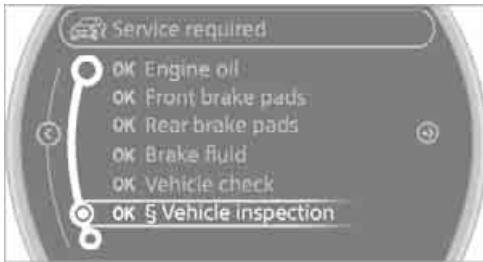 Service required
OK Engine oil
OK Front brake pads
OK Rear brake pads
OK Brake fluid
OK Vehicle check
OK § Vehicle inspection